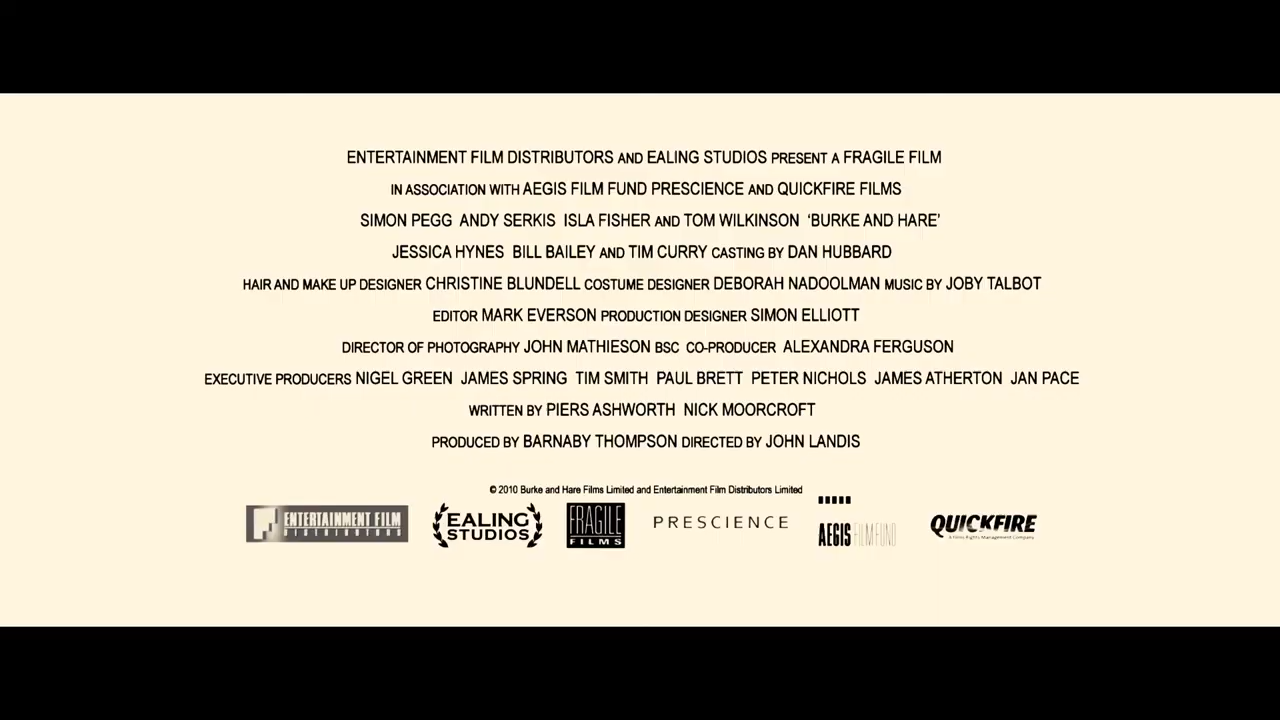 ENTERTAINMENT FILM DISTRIBUTORS AND EALING STUDIOS PRESENT A FRAGILE FILM
IN ASSOCIATION WITH AEGIS FILM FUND PRESCIENCE AND QUICKFIRE FILMS
SIMON PEGG ANDY SERKIS ISLA FISHER AND TOM WILKINSON ‘BURKE AND HARE’
JESSICA HYNES BILL BAILEY AND TIM CURRY CASTING BY DAN HUBBARD
HAIR AND MAKE UP DESIGNER CHRISTINE BLUNDELL COSTUME DESIGNER DEBORAH NADOOLMAN MUSIC BY JOBY TALBOT
EDITOR MARK EVERSON PRODUCTION DESIGNER SIMON ELLIOTT
DIRECTOR OF PHOTOGRAPHY JOHN MATHIESON BSC CO-PRODUCER ALEXANDRA FERGUSON
EXECUTIVE PRODUCERS NIGEL GREEN JAMES SPRING TIM SMITH PAUL BRETT PETER NICHOLS JAMES ATHERTON JAN PACE
WRITTEN BY PIERS ASHWORTH NICK MOORCROFT
PRODUCED BY BARNABY THOMPSON DIRECTED BY JOHN LANDIS
© 2010 Burke and Hare Films Limited and Entertainment Film Distributors Limited
ENTERTAINMENT FILM
DISTRIBUTORS
EALING
STUDIOS
FRAGILE
FILMS
PRESCIENCE
AEGIS FILM FUND
QUICKFIRE
A Films Rights Management Company